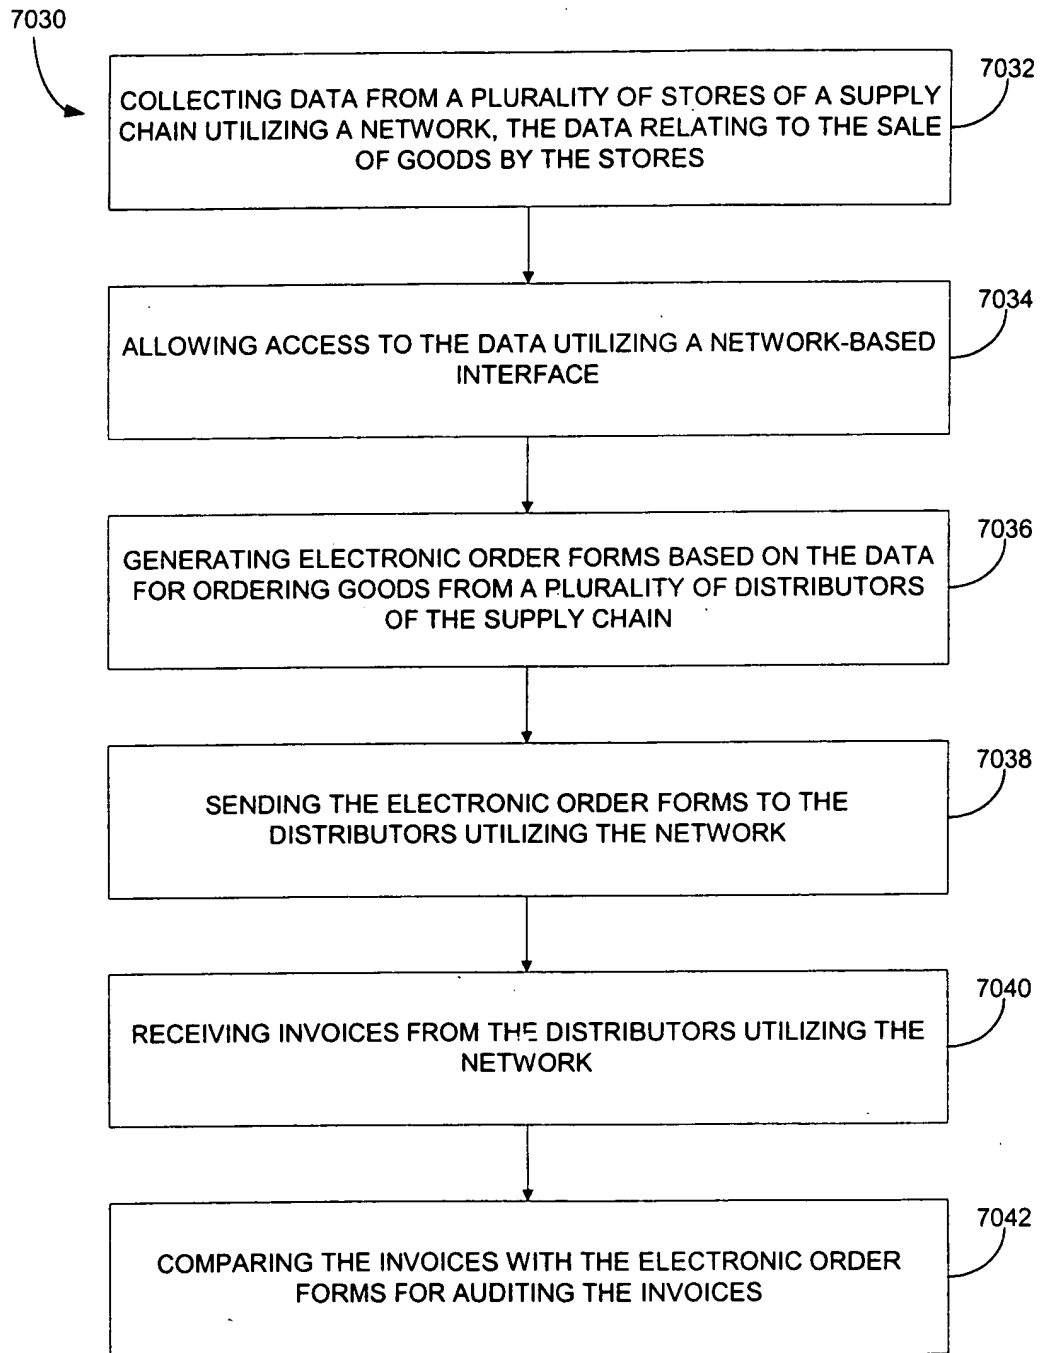 7030
7032
COLLECTING DATA FROM A PLURALITY OF STORES OF A SUPPLY
CHAIN UTILIZING A NETWORK, THE DATA RELATING TO THE SALE
OF GOODS BY THE STORES
7034
ALLOWING ACCESS TO THE DATA UTILIZING A NETWORK-BASED
INTERFACE
7036
GENERATING ELECTRONIC ORDER FORMS BASED ON THE DATA
FOR ORDERING GOODS FROM A PLURALITY OF DISTRIBUTORS
OF THE SUPPLY CHAIN
7038
SENDING THE ELECTRONIC ORDER FORMS TO THE
DISTRIBUTORS UTILIZING THE NETWORK
7040
RECEIVING INVOICES FROM THE DISTRIBUTORS UTILIZING THE
NETWORK
7042
COMPARING THE INVOICES WITH THE ELECTRONIC ORDER
FORMS FOR AUDITING THE INVOICES